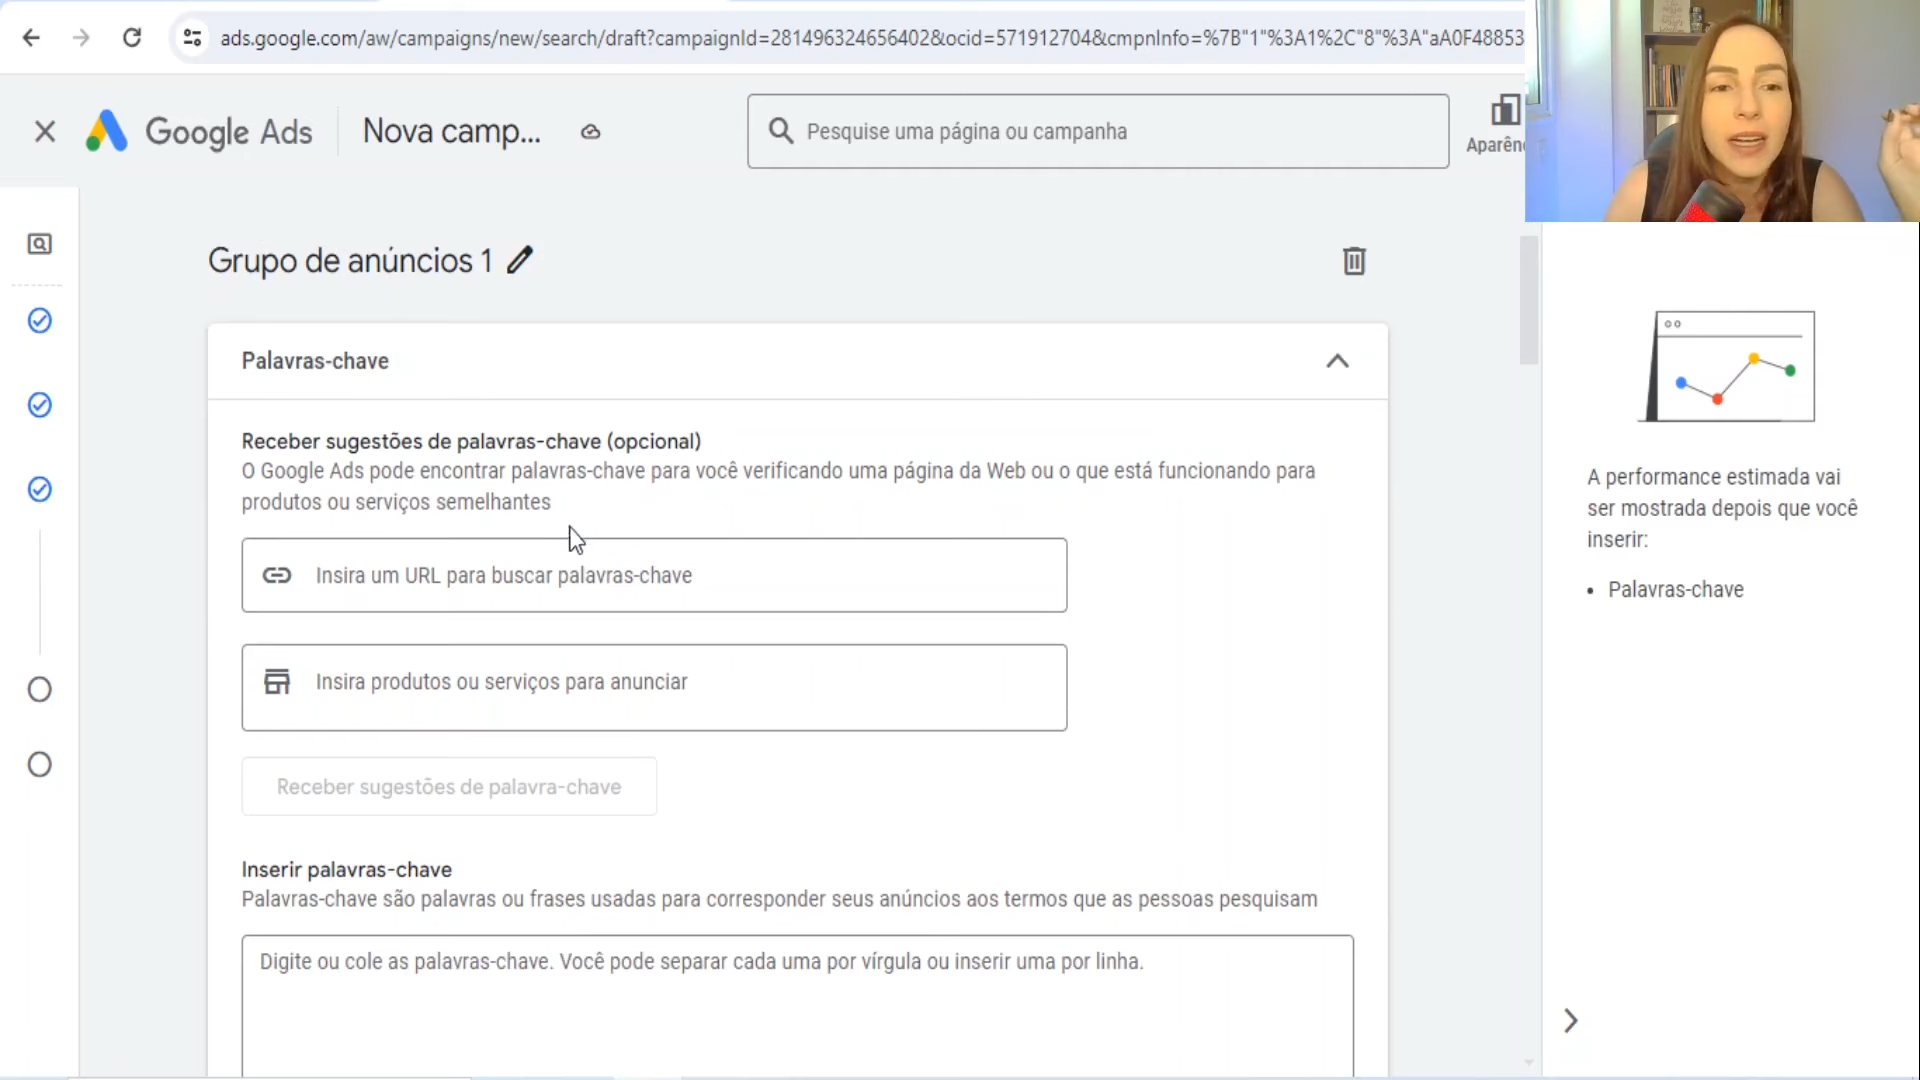 ads.google.com/aw/campaigns/new/search/draft?campaignId=281496324656402&ocid=571912704&cmpnInfo=%7B"1"%3A1%2C"8"%3A"aA0F48853
Google Ads
Nova camp...
Pesquise uma página ou campanha
Aparên
Grupo de anúncios 1
Palavras-chave
Receber sugestões de palavras-chave (opcional)
O Google Ads pode encontrar palavras-chave para você verificando uma página da Web ou o que está funcionando para
produtos ou serviços semelhantes
Insira um URL para buscar palavras-chave
Insira produtos ou serviços para anunciar
Receber sugestões de palavra-chave
Inserir palavras-chave
Palavras-chave são palavras ou frases usadas para corresponder seus anúncios aos termos que as pessoas pesquisam
Digite ou cole as palavras-chave. Você pode separar cada uma por vírgula ou inserir uma por linha.
A performance estimada vai
ser mostrada depois que você
inserir:
• Palavras-chave